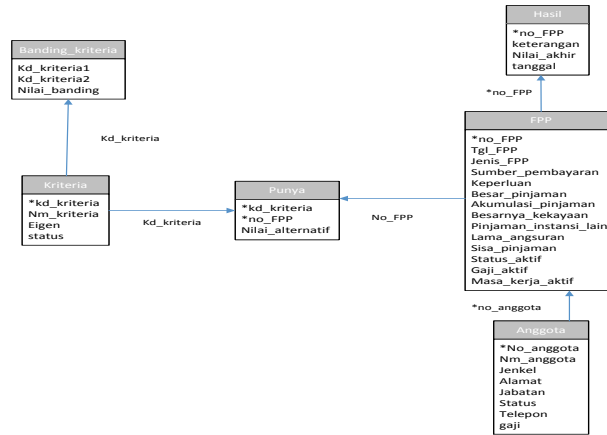 Hasil
*no_FPP
keterangan
Nilai_akhir
tanggal
Banding_kriteria
Kd_kriteria1
Kd_kriteria2
Nilai_banding
*no_FPP
FPP
*no_FPP
Tgl_FPP
Jenis_FPP
Sumber_pembayaran
Keperluan
Besar_pinjaman
Akumulasi_pinjaman
Besarnya_kekayaan
Pinjaman_instansi_lain
Lama_angsuran
Sisa_pinjaman
Status_aktif
Gaji_aktif
Masa_kerja_aktif
Kd_kriteria
Kriteria
*kd_kriteria
Nm_kriteria
Eigen
status
Kd_kriteria
Punya
*kd_kriteria
*no_FPP
Nilai_alternatif
No_FPP
*no_anggota
Anggota
*No_anggota
Nm_anggota
Jenkel
Alamat
Jabatan
Status
Telepon
gaji